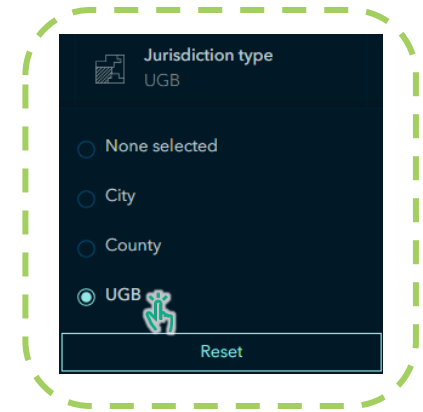 Jurisdiction type
UGB
None selected
City
County
UGB
Reset